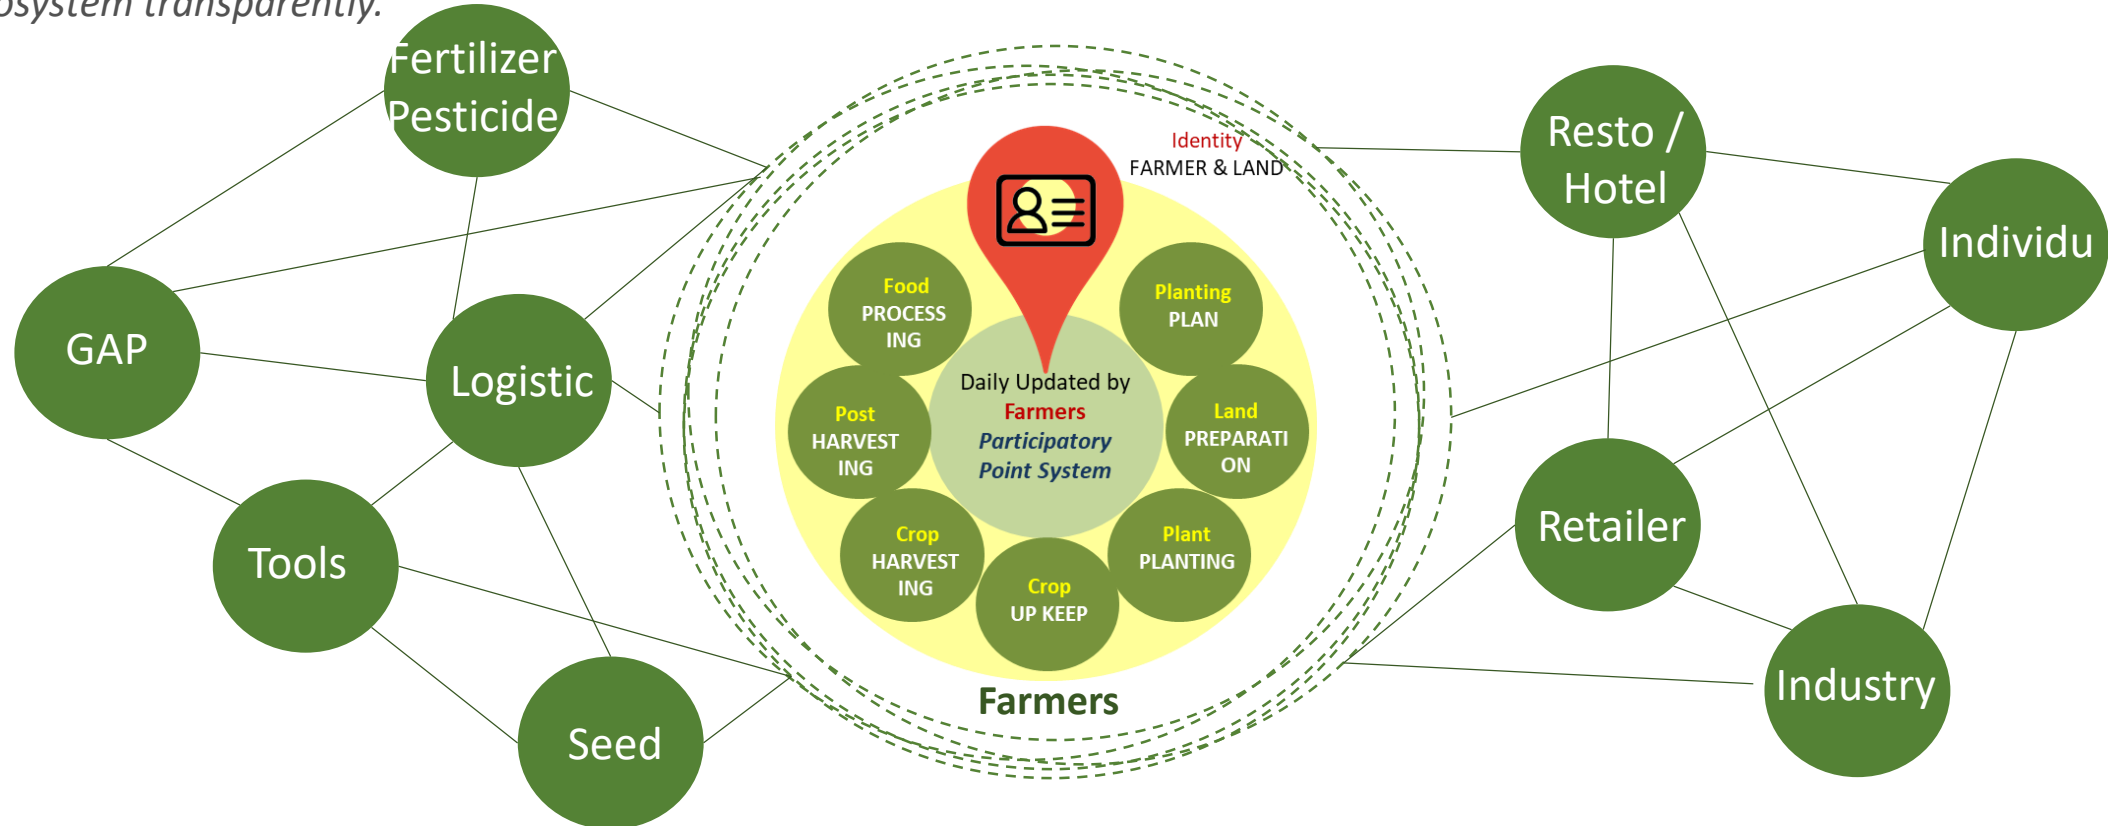 osystem transparently.
Fertilizer
Pesticide
GAP
Logistic
Tools
Seed
Identity
FARMER & LAND
Food
PROCESS
ING
Planting
PLAN
Post
HARVEST
ING
Daily Updated by
Farmers
Participatory
Point System
Land
PREPARATI
ON
Crop
HARVEST
ING
Crop
UP KEEP
Plant
PLANTING
Farmers
Resto /
Hotel
Individu
Retailer
Industry